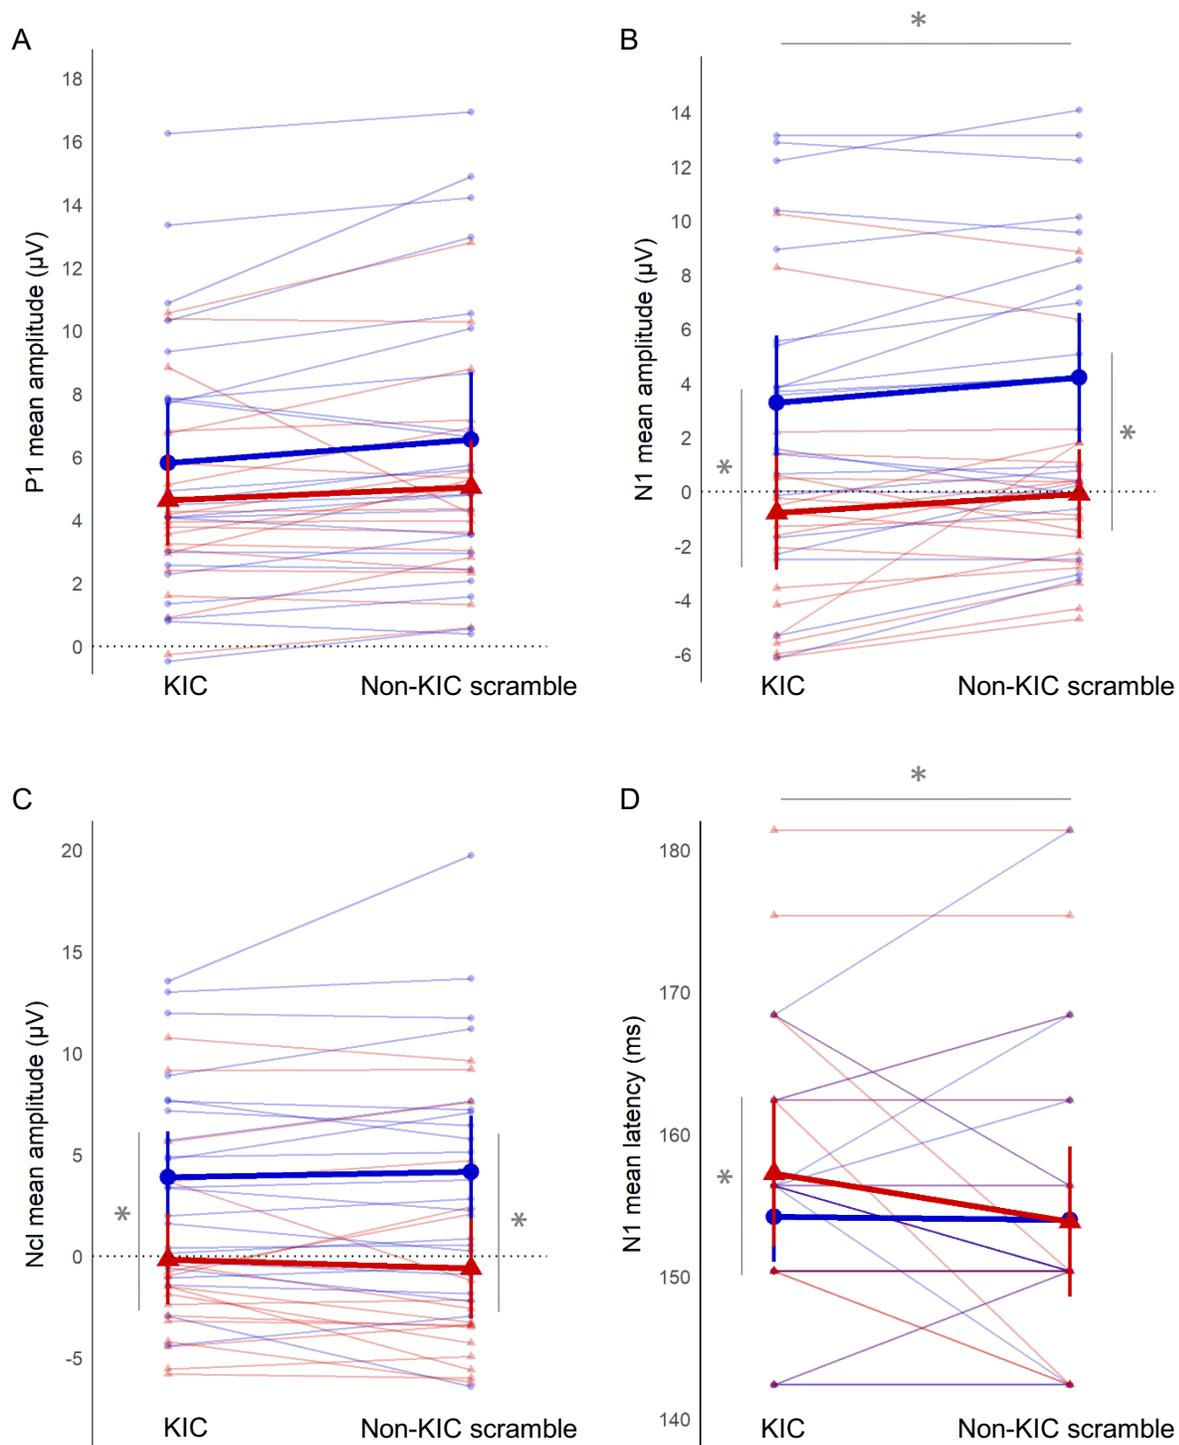 A
P1 mean amplitude (µV)
18
16
14
12
10
8
6
4
2
0
KIC
Non-KIC scramble
B
*
N1 mean amplitude (µV)
14
12
10
8
6
4
2
0
-2
-4
-6
*
*
KIC
Non-KIC scramble
C
Ncl mean amplitude (µV)
20
15
10
5
0
-5
*
*
KIC
Non-KIC scramble
D
*
N1 mean latency (ms)
180
170
160
150
140
*
KIC
Non-KIC scramble